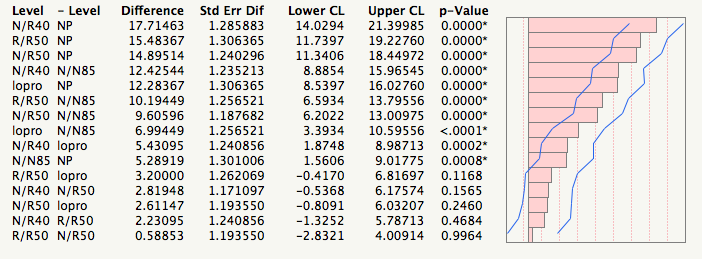 Level - Level Difference Std Err Dif Lower CL Upper CL p-Value
N/R40 NP 17.71463 1.285883 14.0294 21.39985 0.0000*
R/R50 NP 15.48367 1.306365 11.7397 19.22760 0.0000*
N/R50 NP 14.89514 1.240296 11.3406 18.44972 0.0000*
N/R40 N/N85 12.42544 1.235213 8.8854 15.96545 0.0000*
lopro NP 12.28367 1.306365 8.5397 16.02760 0.0000*
R/R50 N/N85 10.19449 1.256521 6.5934 13.79556 0.0000*
N/R50 N/N85 9.60596 1.187682 6.2022 13.00975 0.0000*
lopro N/N85 6.99449 1.256521 3.3934 10.59556 <.0001*
N/R40 lopro 5.43095 1.240856 1.8748 8.98713 0.0002*
N/N85 NP 5.28919 1.301006 1.5606 9.01775 0.0008*
R/R50 lopro 3.20000 1.262069 -0.4170 6.81697 0.1168
N/R40 N/R50 2.81948 1.171097 -0.5368 6.17574 0.1565
N/R50 lopro 2.61147 1.193550 -0.8091 6.03207 0.2460
N/R40 R/R50 2.23095 1.240856 -1.3252 5.78713 0.4684
R/R50 N/R50 0.58853 1.193550 -2.8321 4.00914 0.9964